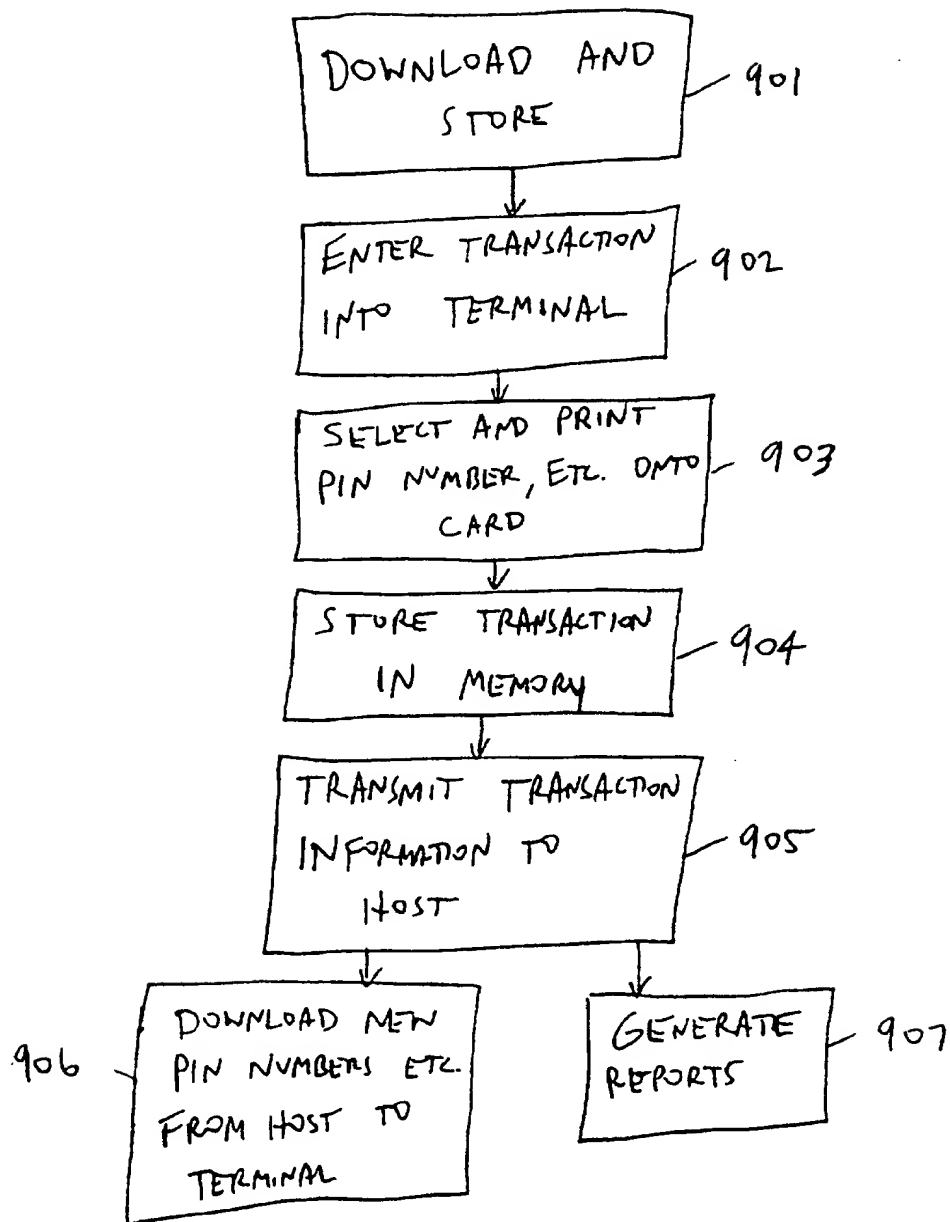 DOWNLOAD AND
STORE
901
ENTER TRANSACTION
INTO TERMINAL
902
SELECT AND PRINT
PIN NUMBER, ETC. ONTO
CARD
903
STORE TRANSACTION
IN MEMORY
904
TRANSMIT TRANSACTION
INFORMATION TO
HOST
905
906
DOWNLOAD NEW
PIN NUMBERS ETC.
FROM HOST TO
TERMINAL
GENERATE
REPORTS
907